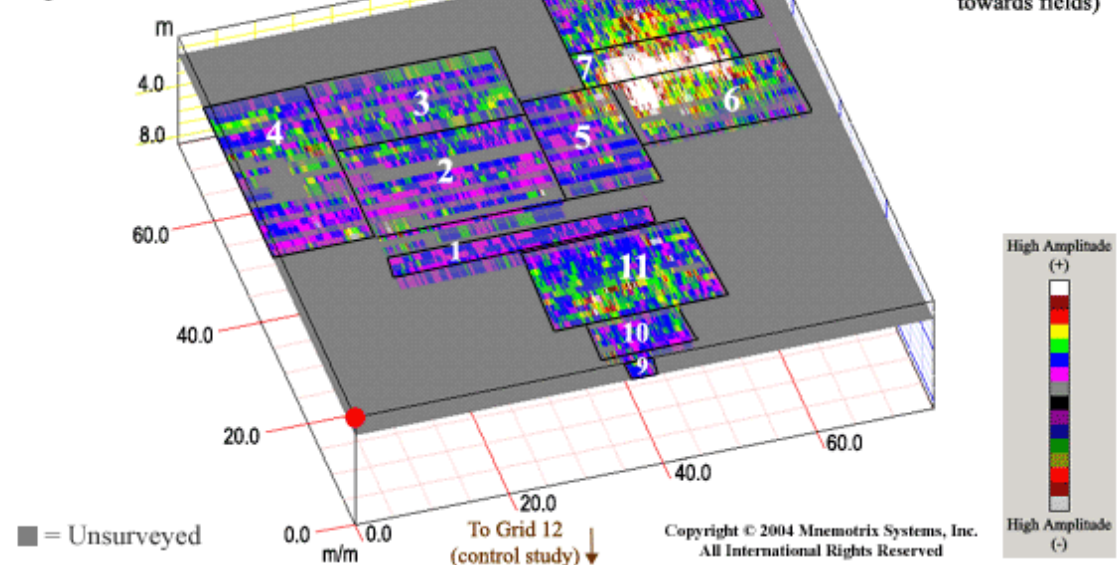 towards fields)
m
4.0
8.0
7
6
3
4
5
2
60.0
1
11
10
9
40.0
20.0
0.0
0.0
m/m
20.0
40.0
60.0
High Amplitude
(+)
High Amplitude
(-)
= Unsurveyed
To Grid 12
(control study)
Copyright © 2004 Mnemotrix Systems, Inc.
All International Rights Reserved